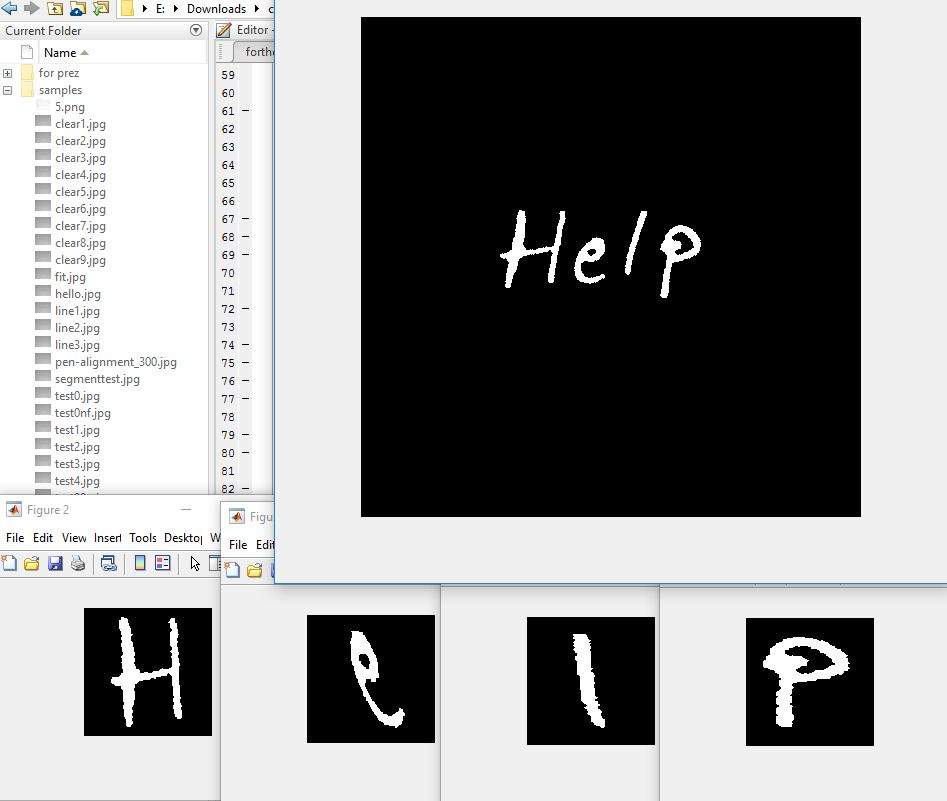 E: Downloads
Current Folder
Name
for prez
samples
5.png
clear1.jpg
clear2.jpg
clear3.jpg
clear4.jpg
clear5.jpg
clear6.jpg
clear7.jpg
clear8.jpg
clear9.jpg
fit.jpg
hello.jpg
line1.jpg
line2.jpg
line3.jpg
pen-alignment_300.jpg
segmenttest.jpg
test0.jpg
test0nf.jpg
test1.jpg
test2.jpg
test3.jpg
test4.jpg
Editor -
59
60
61 –
62
63
64
65
66
67 –
68 –
69 –
70
71
72 –
73
74 –
75 –
76 –
77 –
78
79 –
80 –
81
82 –
Help
Figure 2
File Edit View Insert Tools Desktop
File Edit
H e l P